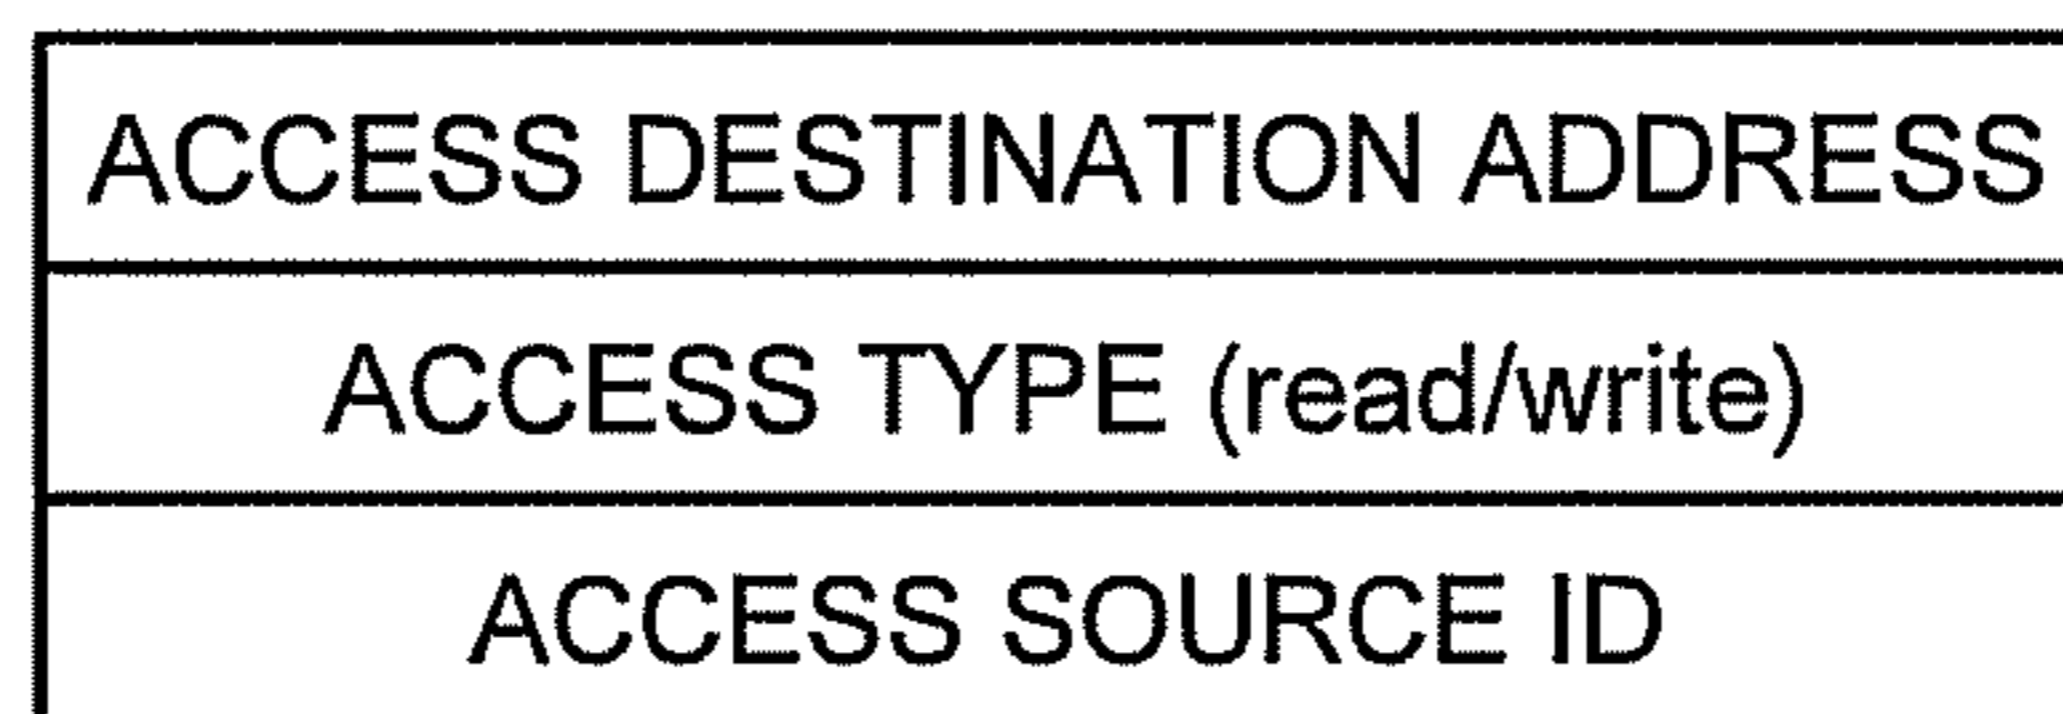 ACCESS DESTINATION ADDRESS
ACCESS TYPE (read/write)
ACCESS SOURCE ID